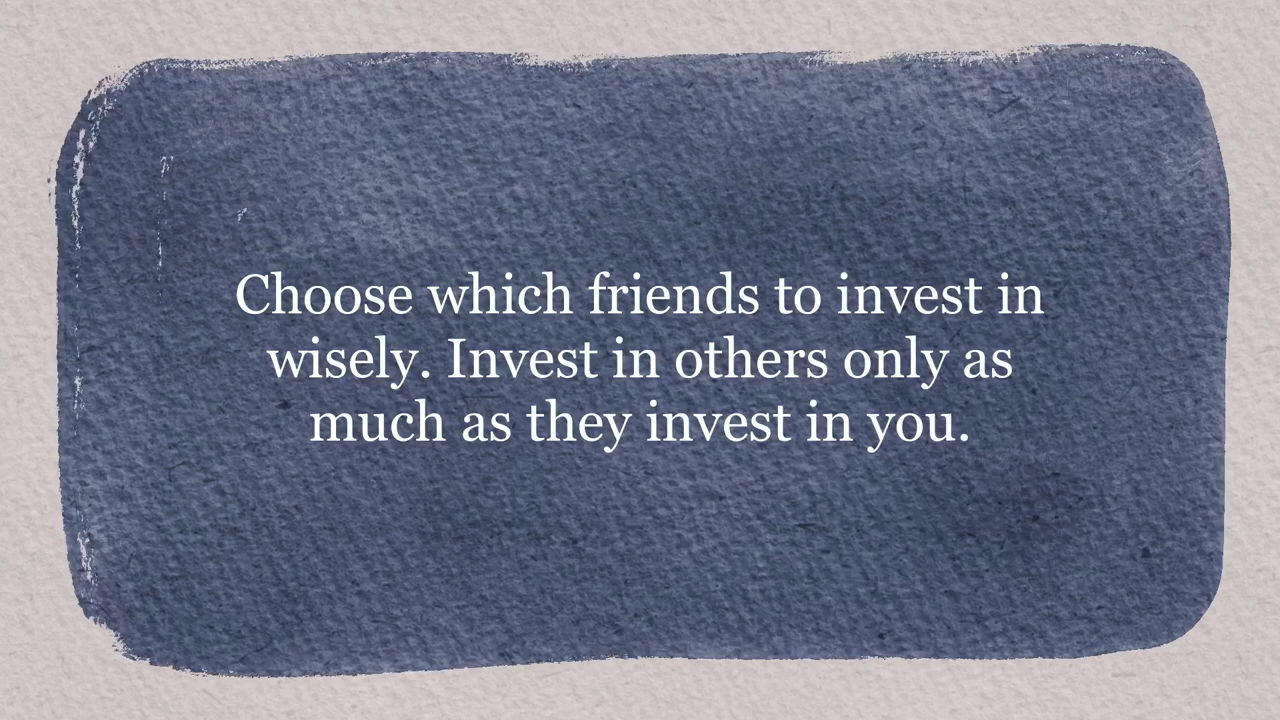 Choose which friends to invest in
wisely. Invest in others only as
much as they invest in you.